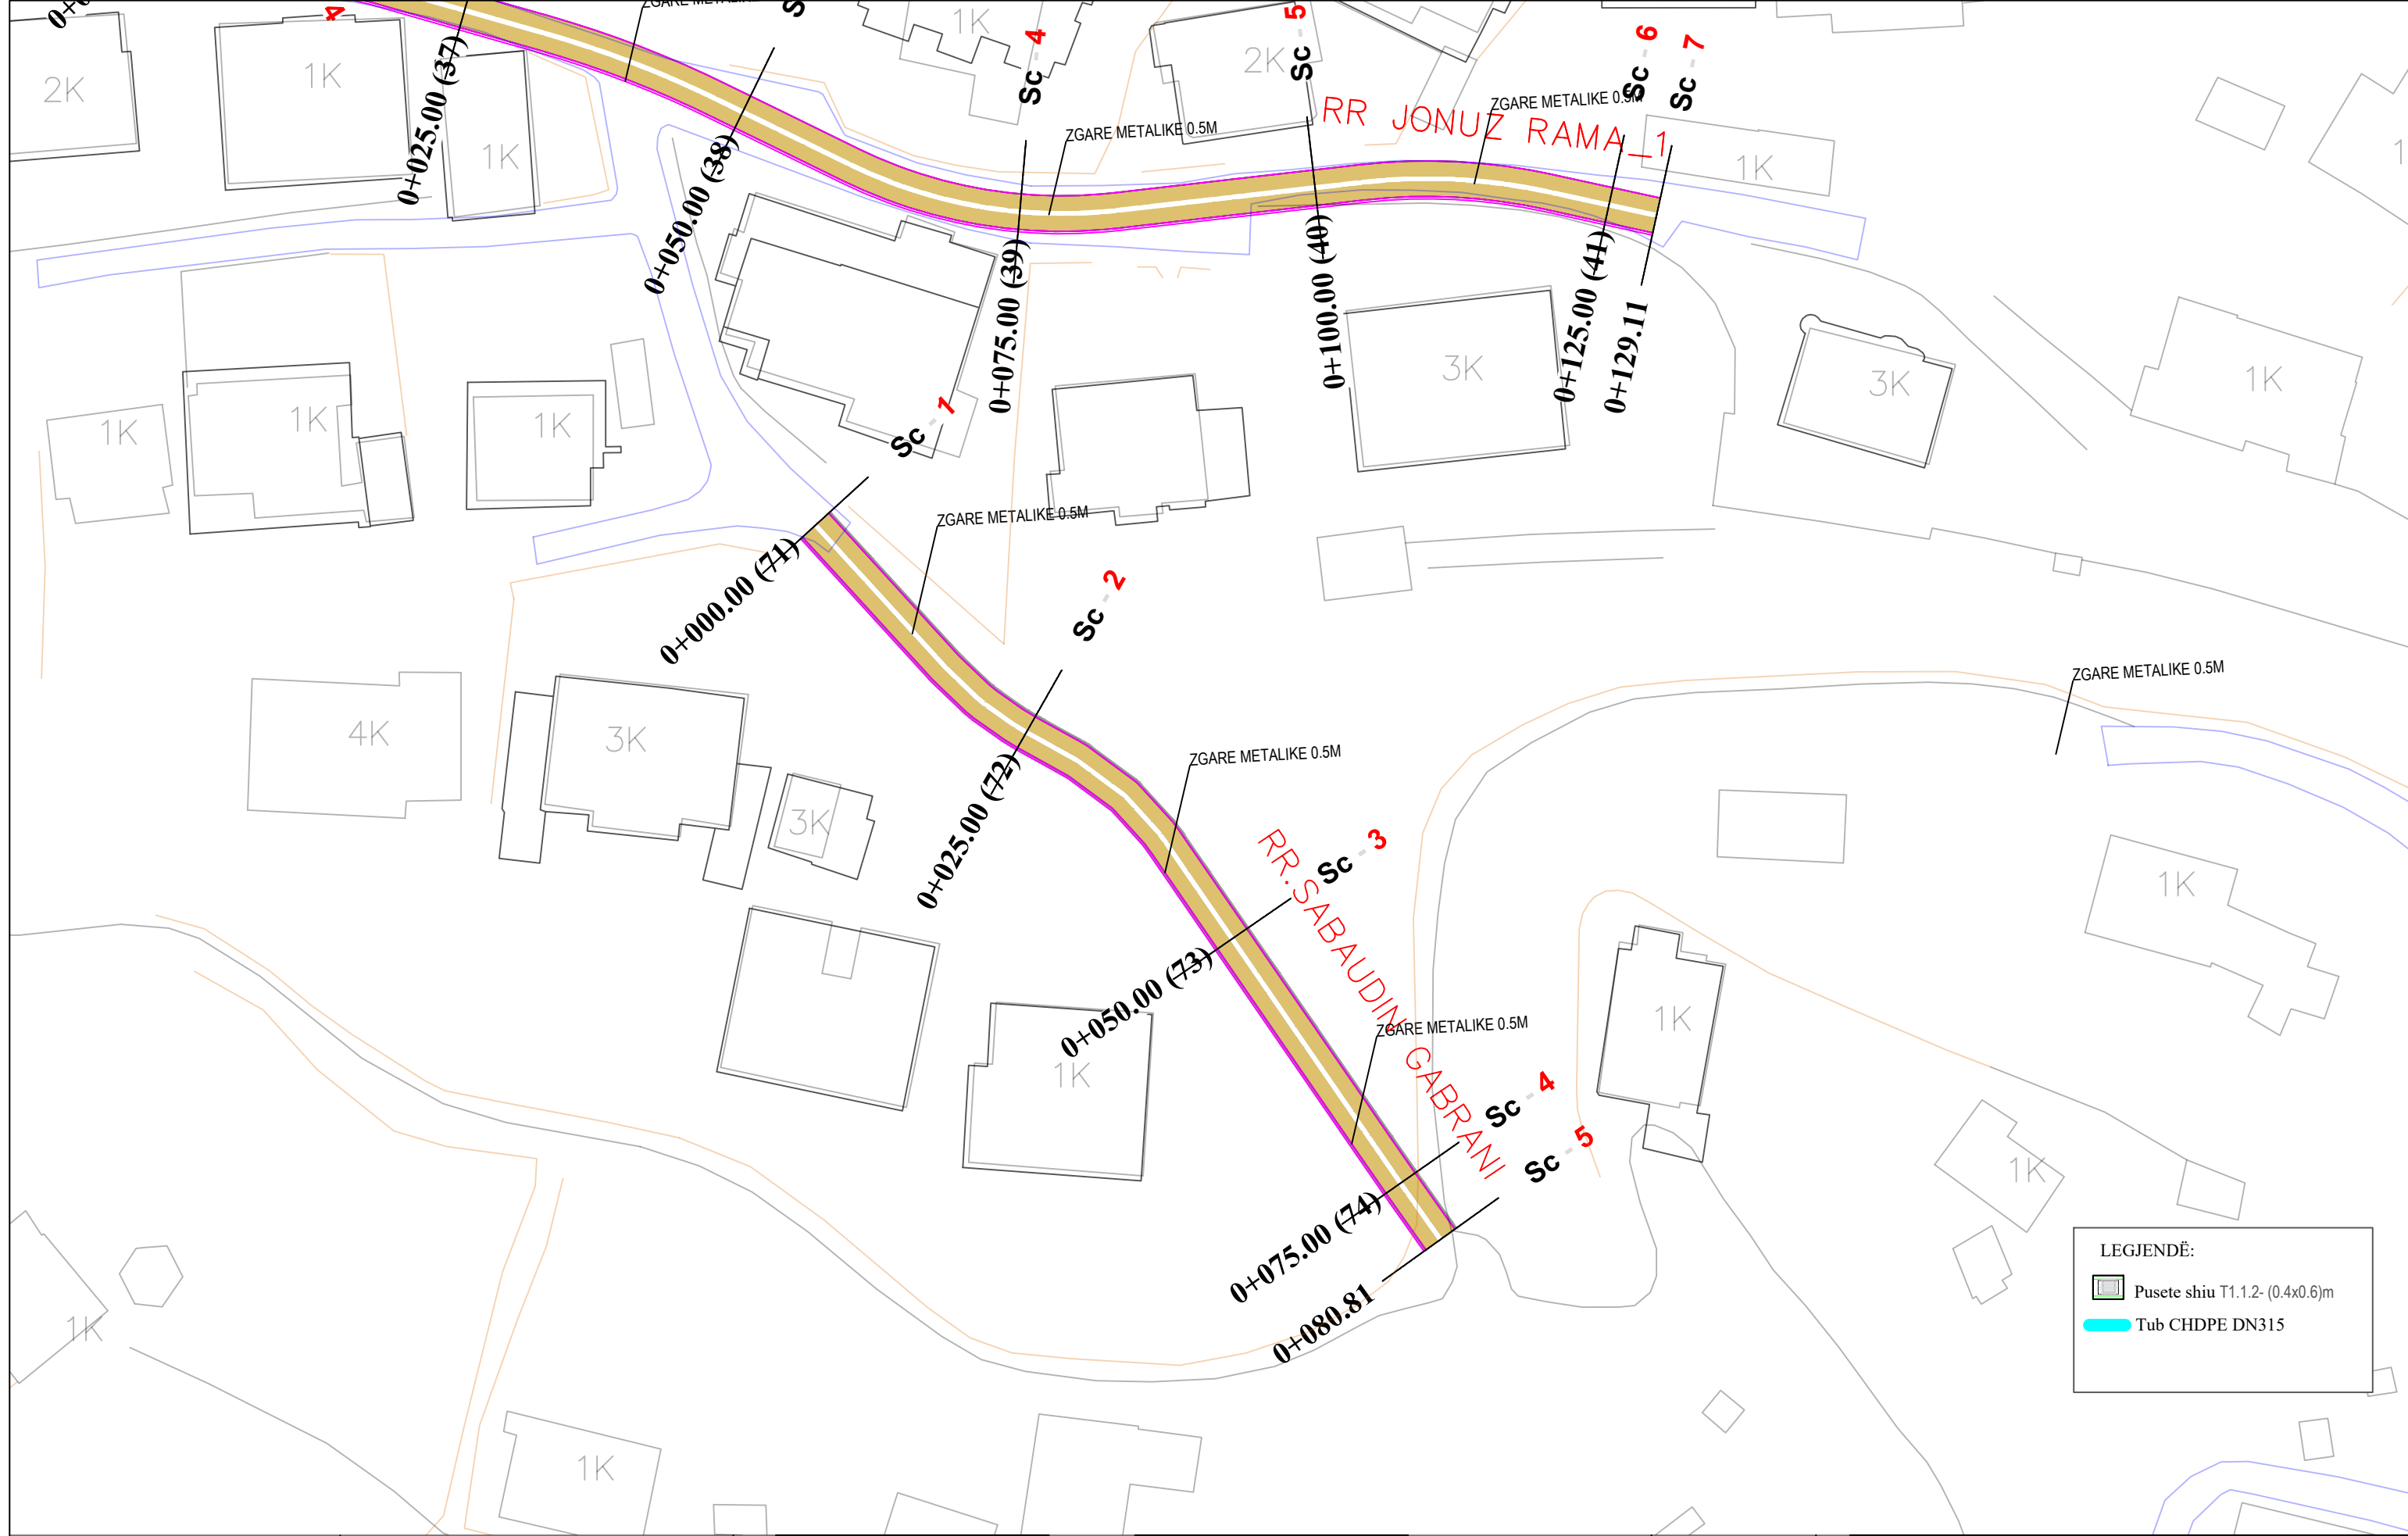 ZGARE METALIKE 0.5M
4
1K
Sc - 4
5
Sc - 5
Sc - 6
Sc - 7
2K
1K
0+025.00 (37)
1K
2K
ZGARE METALIKE 0.5M
RR JONUZ RAMA_1
ZGARE METALIKE 0.5M
1K
0+050.00 (38)
0+075.00 (39)
0+100.00 (40)
0+125.00 (41)
0+129.11
3K
3K
1K
1K
1K
1K
Sc - 1
ZGARE METALIKE 0.5M
0+000.00 (71)
Sc - 2
ZGARE METALIKE 0.5M
4K
3K
3K
0+025.00 (72)
ZGARE METALIKE 0.5M
RR.SABAUDIN GABRANI
Sc - 3
1K
0+050.00 (73)
ZGARE METALIKE 0.5M
1K
1K
Sc - 4
Sc - 5
1K
0+075.00 (74)
0+080.81
1K
1K
LEGJENDË:
Pusete shiu T1.1.2- (0.4x0.6)m
Tub CHDPE DN315